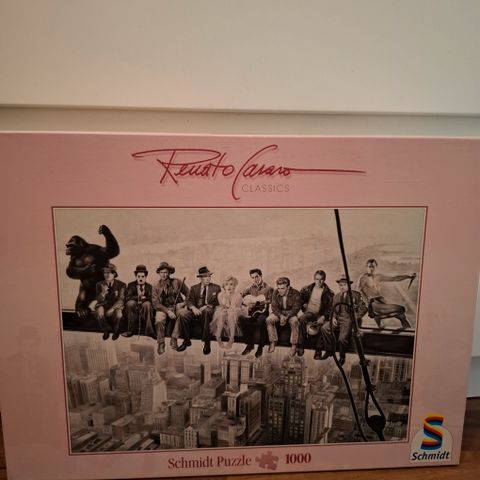 Renato Casaro
CLASSICS
Schmidt Puzzle 1000
Schmidt